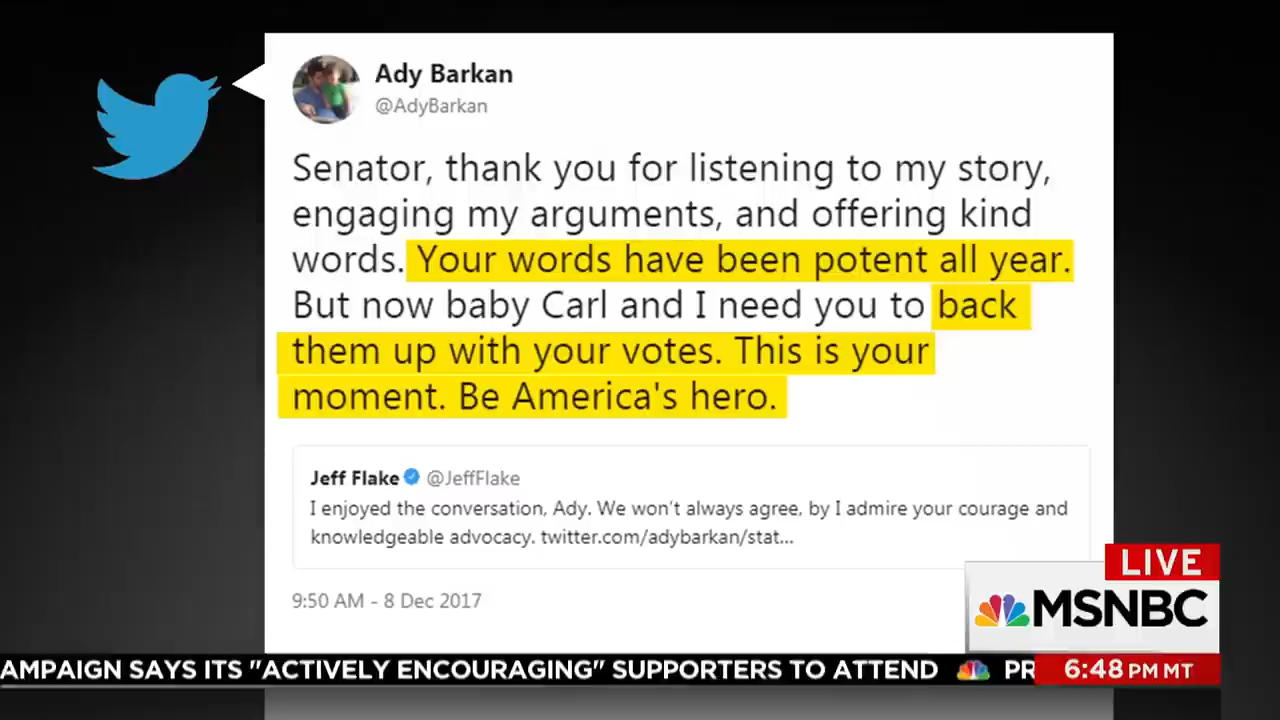 Ady Barkan
@AdyBarkan
Senator, thank you for listening to my story,
engaging my arguments, and offering kind
words. Your words have been potent all year.
But now baby Carl and I need you to back
them up with your votes. This is your
moment. Be America's hero.
Jeff Flake @JeffFlake
I enjoyed the conversation, Ady. We won't always agree, by I admire your courage and
knowledgeable advocacy. twitter.com/adybarkan/stat...
9:50 AM - 8 Dec 2017
LIVE
MSNBC
AMPAIGN SAYS ITS "ACTIVELY ENCOURAGING" SUPPORTERS TO ATTEND PR
6:48 PM MT